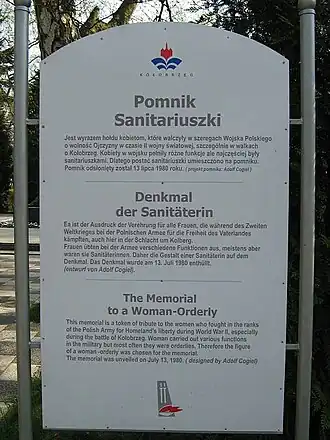 KOŁOBRZEG
Pomnik
Sanitariuszki
Jest wyrazem hołdu kobietom, które walczyły w szeregach Wojska Polskiego
o wolność Ojszyzny w czasie II wojny światowej, szczególnie w walkach
o Kołobrzeg. Kobiety w wojsku pełniły różne funkcje ale najczęściej były
sanitariuszkami. Dlatego postać sanitariuszki umieszczono na pomniku.
Pomnik odsłonięty został 13 lipca 1980 roku. ( projekt pomnika: Adolf Cogiel )
Denkmal
der Sanitäterin
Es ist der Ausdruck der Verehrung für alle Frauen, die während des Zweiten
Weltkrieges bei der Polnischen Armee für die Freiheit des Vaterlandes
kämpften, auch hier in der Schlacht um Kolberg.
Frauen übten bei der Armee verschiedene Funktionen aus, meistens aber
waren sie Sanitäterinnen. Daher die Gestalt einer Sanitäterin auf dem
Denkmal. Das Denkmal wurde am 13. Juli 1980 enthüllt.
(entwurf von Adolf Cogiel).
The Memorial
to a Woman-Orderly
This memorial is a token of tribute to the women who fought in the ranks
of the Polish Army for Homeland's liberty during World War II, especially
during the battle of Kołobrzeg. Woman carried out various functions
in the military but most often they were orderlies. Therefore the figure
of a woman -orderly was chosen for the memorial.
The memorial was unveiled on July 13, 1980. ( designed by Adolf Cogiel)